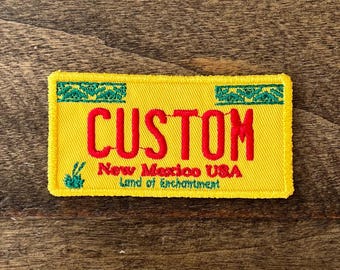 CUSTOM
New Mexico USA
Land of Enchantment